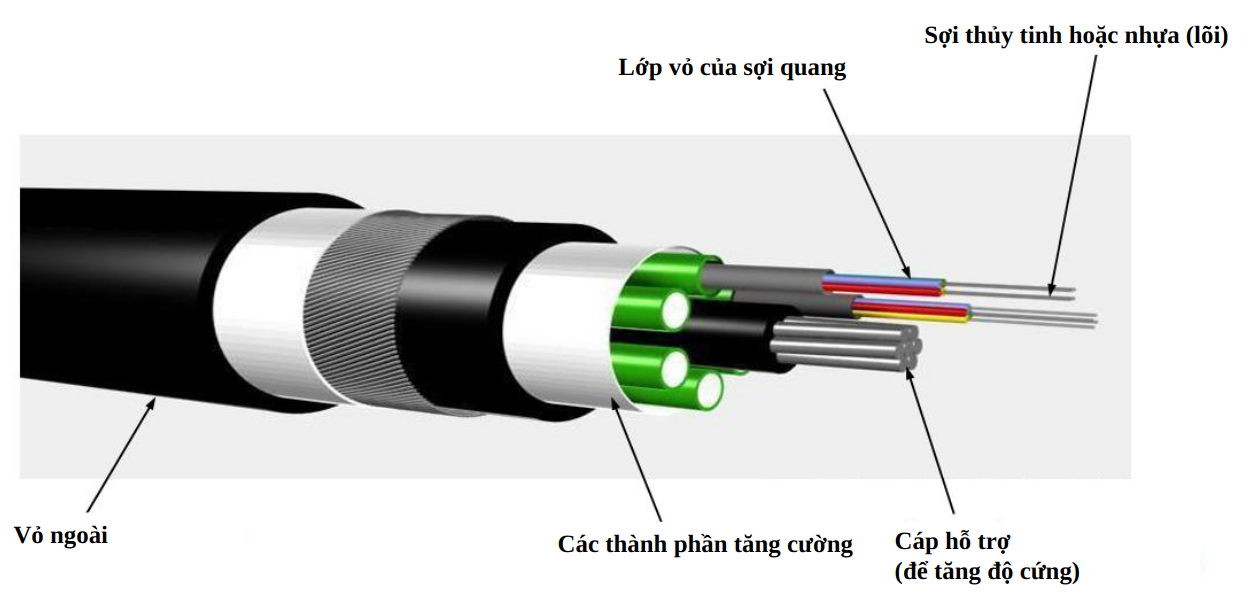 Sợi thủy tinh hoặc nhựa (lõi)
Lớp vỏ của sợi quang
Vỏ ngoài
Các thành phần tăng cường
Cáp hỗ trợ
(để tăng độ cứng)